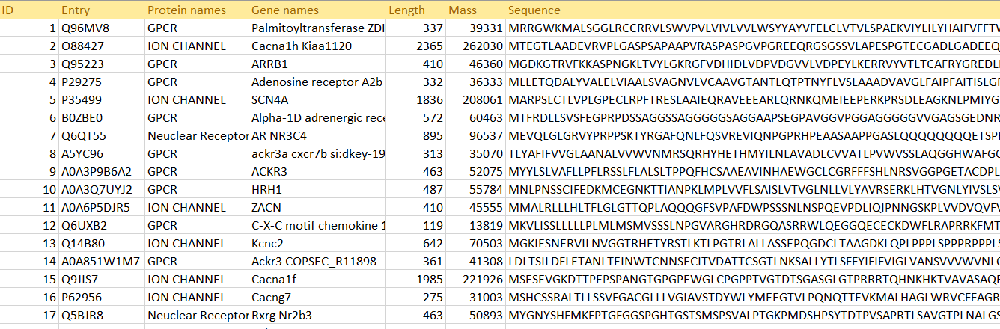 ID Entry Protein names Gene names Length Mass Sequence
1 Q96MV8 GPCR Palmitoyltransferase ZDH 337 39331 MRRGWKMALSGGLRCCRRVLSWVPVLVIVLVVLWSYYAYVFELCLVTVLSPAEKVIYLILYHAIFVFFTV
2 O88427 ION CHANNEL Cacna1h Kiaa1120 2365 262030 MTEGTLAADEVRVPLGASPSAPAAPVRASPASPGVPGREEQRGSGSSVLAPESPGTECGADLGADEEQ
3 Q95223 GPCR ARRB1 410 46360 MGDKGTRVFKKASPNGKLTVYLGKRGFVDHIDLVDPVDGVVLVDPEYLKERRVYVTLTCAFRYGREDL
4 P29275 GPCR Adenosine receptor A2b 332 36333 MLLETQDALYVALELVIAALSVAGNVLVCAAVGTANTLQTPTNYFLVSLAAADVAVGLFAIPFAITISLGF
5 P35499 ION CHANNEL SCN4A 1836 208061 MARPSLCTLVPLGPECLRPFTRESLAAIEQRAVEEEARLQRNKQMEIEEPERKPRSDLEAGKNLPMIYG
6 B0ZBE0 GPCR Alpha-1D adrenergic rece 572 60463 MTFRDLLSVSFEGPRPDSSAGGSSAGGGGGSAGGAAPSEGPAVGGVPGGAGGGGGVVGAGSGEDNR
7 Q6QT55 Neuclear Receptor AR NR3C4 895 96537 MEVQLGLGRVYPRPPSKTYRGAFQNLFQSVREVIQNPGPRHPEAASAAPPGASLQQQQQQQQETSP
8 A5YC96 GPCR ackr3a cxcr7b si:dkey-19 313 35070 TLYAFIFVVGLAANALVVWVNMRSQRHYHETHMYILNLAVADLCVVATLPVWVSSLAQGGHWAFG
9 A0A3P9B6A2 GPCR ACKR3 463 52075 MYYLSLVAFLLPFLRSSLFLALSLTPPQFHCSAAEAVINHAEWGCLCGRFFFSHLNRSVGGPGETACDPL
10 A0A3Q7UYJ2 GPCR HRH1 487 55784 MNLPNSSCIFEDKMCEGNKTTIANPKLMPLVVFLSAISLVTVGLNLLVLYAVRSERKLHTVGNLYIVSLSV
11 A0A6P5DJR5 ION CHANNEL ZACN 410 45555 MMALRLLLHLTFLGLGTTQPLAQQQGFSVPAFDWPSSSNLNSPQEVPDLIQIPNNGSKPLVVDVQVFV
12 Q6UXB2 GPCR C-X-C motif chemokine 1 119 13819 MKVLISSLLLLLPLMLMSMVSSSLNPGVARGHRDRGQASRRWLQEGGQECECKDWFLRAPRRKFMT
13 Q14B80 ION CHANNEL Kcnc2 642 70503 MGKIESNERVILNVGGTRHETYRSTLKTLPGTRLALLASSEPQGDCLTAAGDKLQPLPPPLSPPPRPPPLS
14 A0A851W1M7 GPCR Ackr3 COPSEC_R11898 361 41308 LDLTSILDFLETANLTEINWTCNNSECITVDATTCSGTLNKSALLYTLSFFYIFIFVIGLVANSVVVWVNL
15 Q9JIS7 ION CHANNEL Cacna1f 1985 221926 MSESEVGKDTTPEPSPANGTGPGPEWGLCPGPPTVGTDTSGASGLGTPRRRTQHNKHKTVAVASAQR
16 P62956 ION CHANNEL Cacng7 275 31003 MSHCSSRALTLLSSVFGACGLLLVGIAVSTDYWLYMEEGTVLPQNQTTEVKMALHAGLWRVCFFAGR
17 Q5BJR8 Neuclear Receptor Rxrg Nr2b3 463 50893 MYGNYSHFMKFPTGFGGSPGHTGSTSMSPSVALPTGKPMDSHPSYTDTPVSAPRTLSAVGTPLNALGS